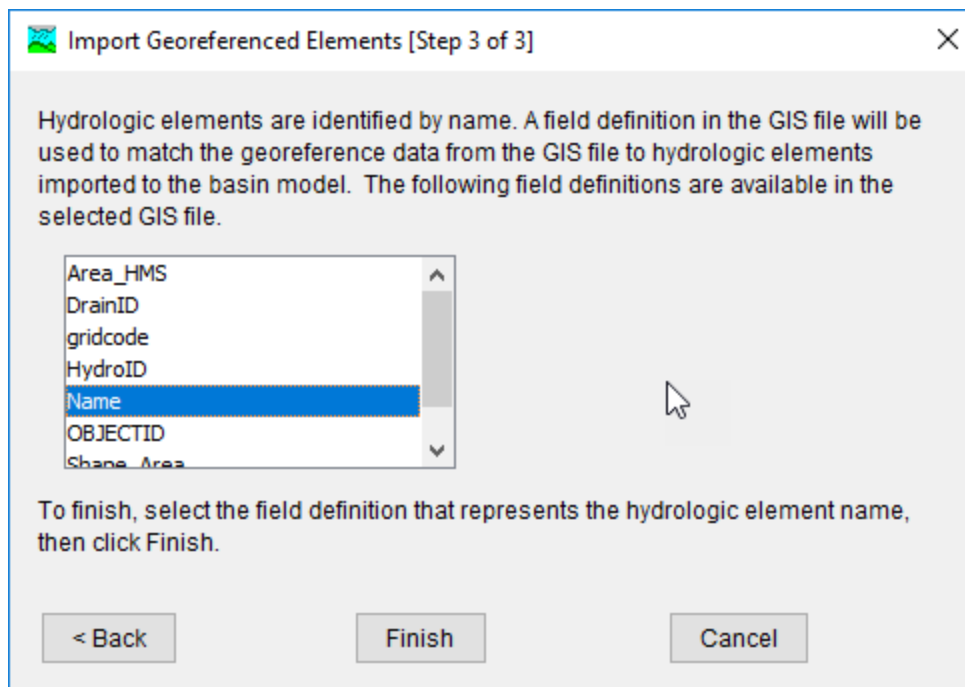 Import Georeferenced Elements [Step 3 of 3]
Hydrologic elements are identified by name. A field definition in the GIS file will be
used to match the georeference data from the GIS file to hydrologic elements
imported to the basin model. The following field definitions are available in the
selected GIS file.
Area_HMS
DrainID
gridcode
HydroID
Name
OBJECTID
Shape_Area
To finish, select the field definition that represents the hydrologic element name,
then click Finish.
< Back
Finish
Cancel